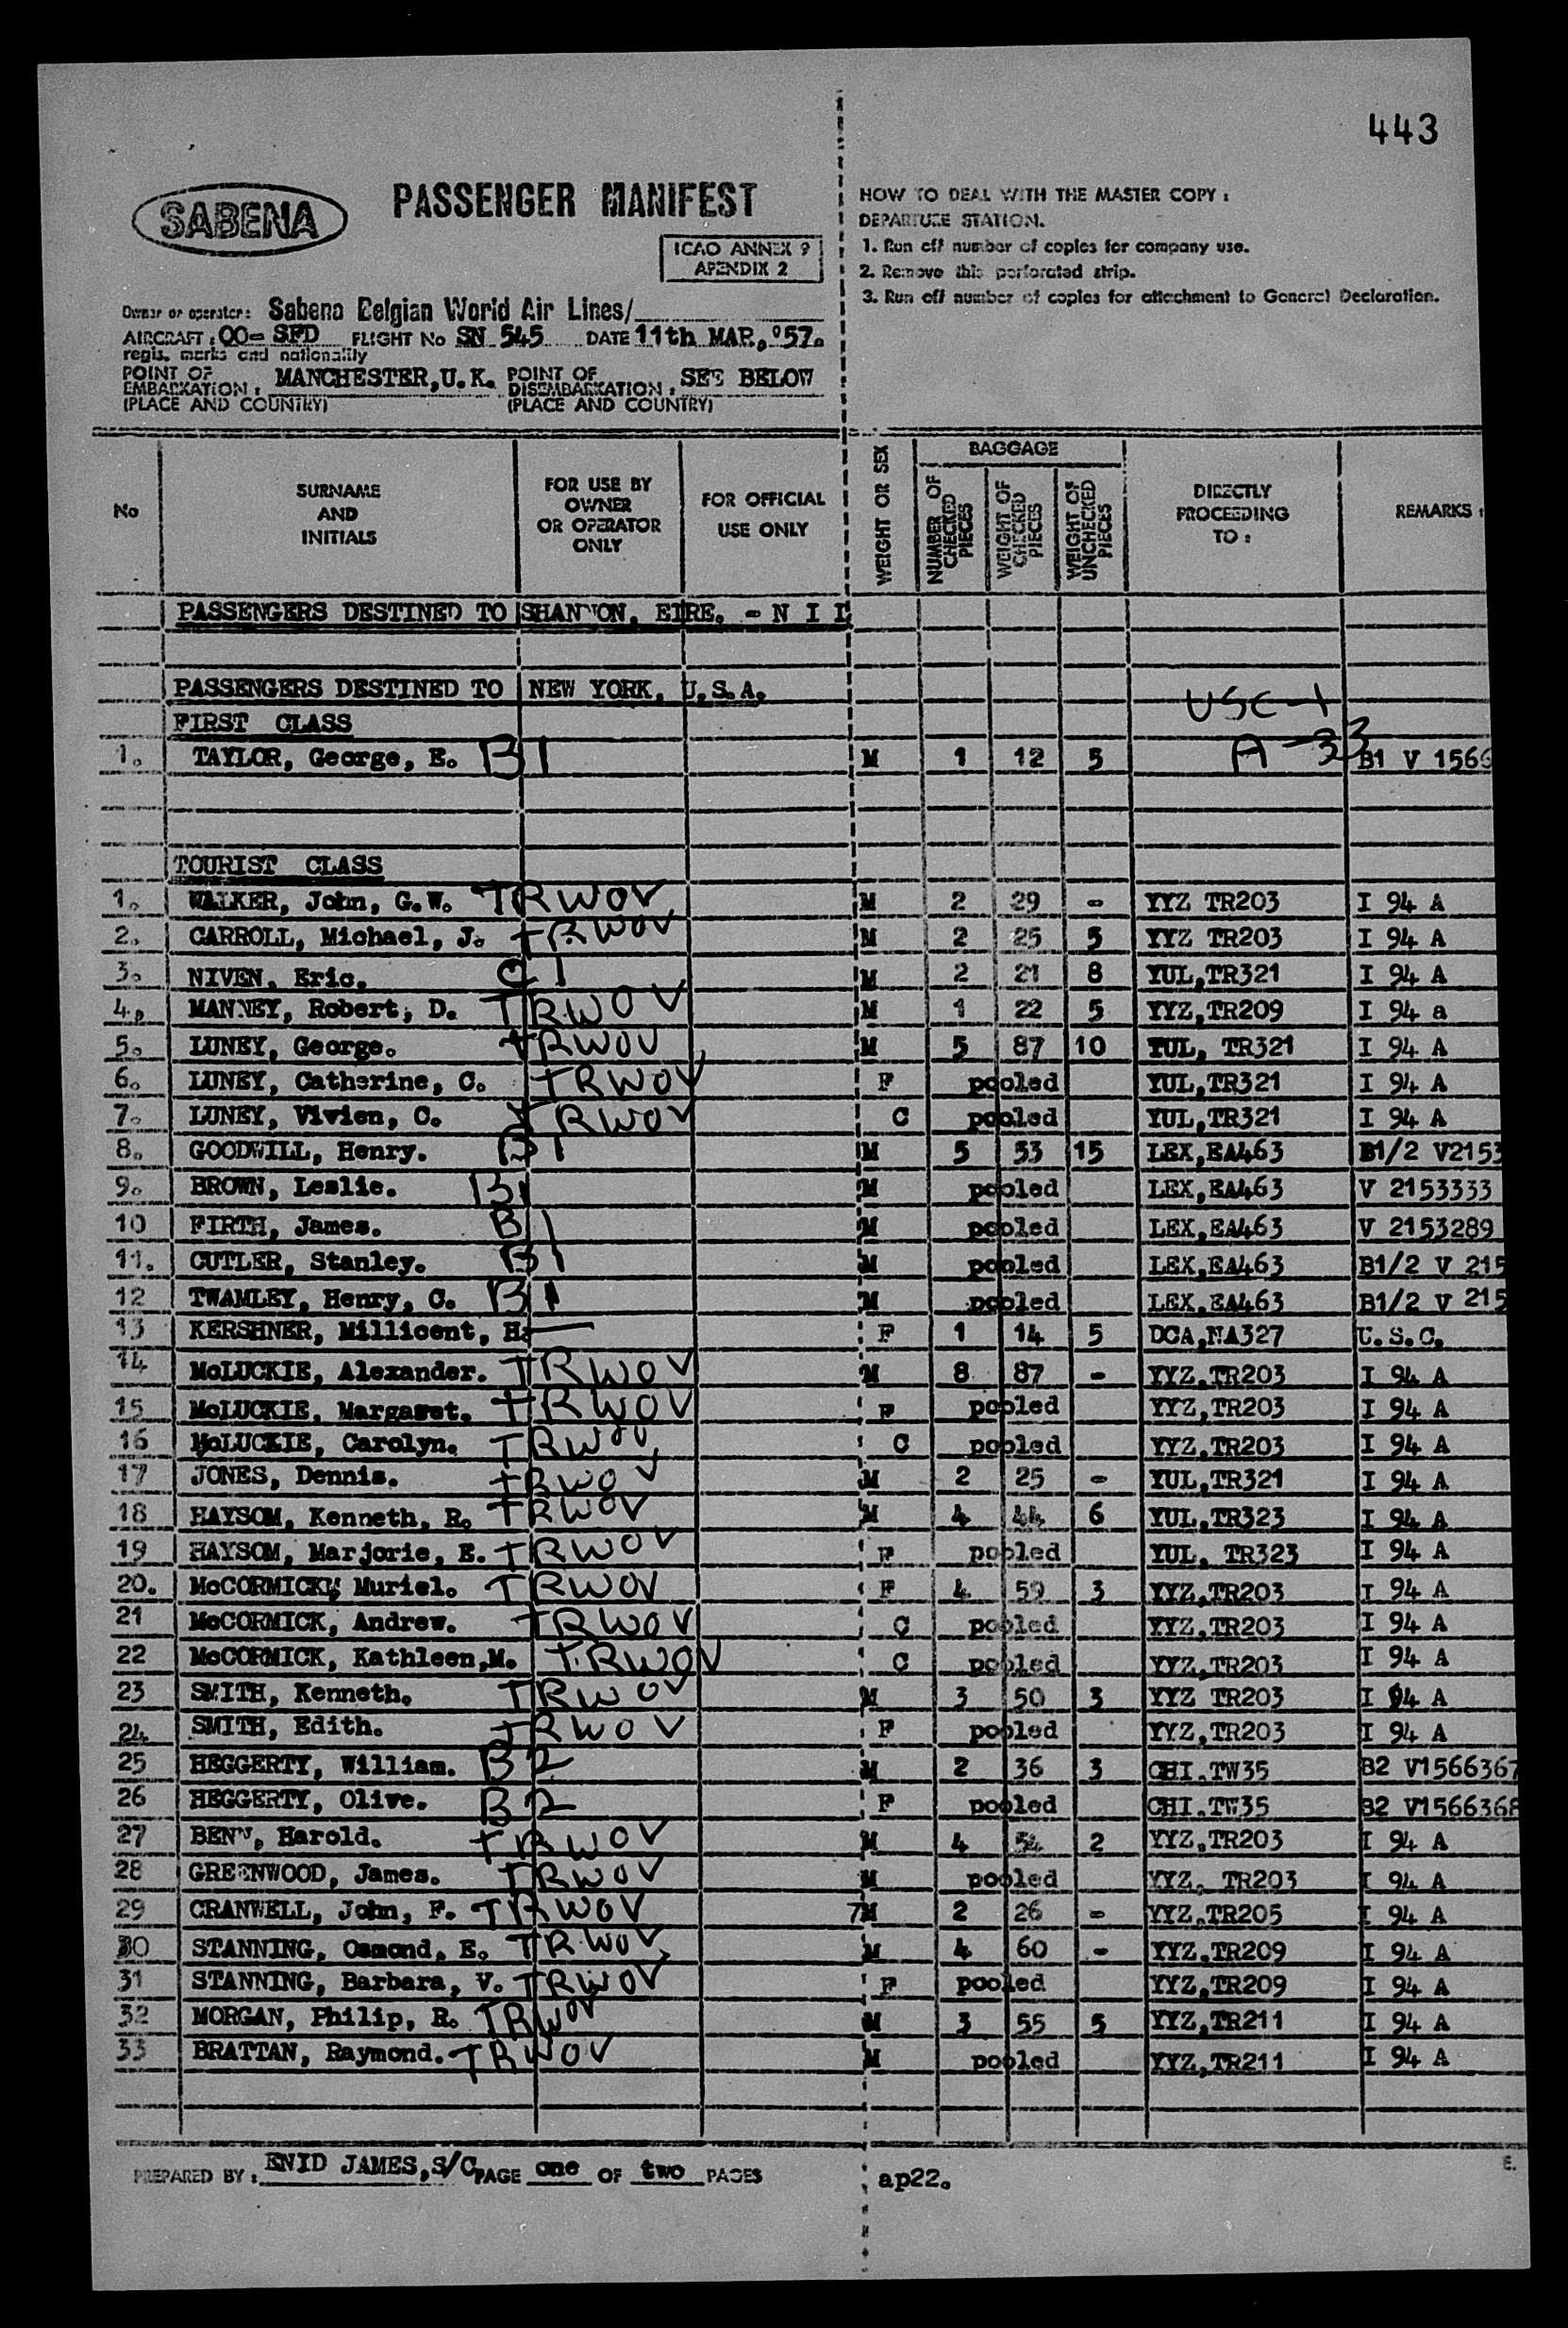 443
SABENA
PASSENGER MANIFEST
ICAO ANNEX 9
APENDIX 2
HOW TO DEAL WITH THE MASTER COPY :
DEPARTURE STATION.
1. Run off number of copies for company use.
2. Remove this perforated strip.
3. Run off number of copies for attachment to General Declaration.
Owner or operator: Sabena Belgian World Air Lines/
AIRCRAFT : OO- SFD FLIGHT No SN 545 DATE 11th MAR, '57.
regis. marks and nationality
POINT OF EMBARKATION : MANCHESTER, U.K. POINT OF DISEMBARKATION : SEE BELOW
(PLACE AND COUNTRY) (PLACE AND COUNTRY)
No
SURNAME AND INITIALS
FOR USE BY OWNER OR OPERATOR ONLY
FOR OFFICIAL USE ONLY
WEIGHT OR SEX
BAGGAGE
NUMBER OF CHECKED PIECES
WEIGHT OF CHECKED PIECES
WEIGHT OF UNCHECKED PIECES
DIRECTLY PROCEEDING TO :
REMARKS :
PASSENGERS DESTINED TO SHANNON, EIRE. - N I L
PASSENGERS DESTINED TO NEW YORK, U.S.A.
USC-1
FIRST CLASS
A-33
1. TAYLOR, George, E. B1 M 1 12 5 B1 V 1566
TOURIST CLASS
1. WALKER, John, G.W. TRWOV M 2 29 - YYZ TR203 I 94 A
2. CARROLL, Michael, J. TRWOV M 2 25 5 YYZ TR203 I 94 A
3. NIVEN, Eric. C1 M 2 21 8 YUL,TR321 I 94 A
4. MANNEY, Robert, D. TRWOV M 1 22 5 YYZ,TR209 I 94 a
5. LUNEY, George. TRWOV M 5 87 10 YUL, TR321 I 94 A
6. LUNEY, Catherine, C. TRWOV F pooled YUL,TR321 I 94 A
7. LUNEY, Vivien, C. TRWOV C pooled YUL,TR321 I 94 A
8. GOODWILL, Henry. B1 M 5 53 15 LEX,EA463 B1/2 V2153
9. BROWN, Leslie. B1 M pooled LEX,EA463 V 2153333
10 FIRTH, James. B1 M pooled LEX,EA463 V 2153289
11. CUTLER, Stanley. B1 M pooled LEX,EA463 B1/2 V 215
12 TWAMLEY, Henry, C. B1 M pooled LEX,EA463 B1/2 V 215
13 KERSHNER, Millicent, H. F 1 14 5 DCA,NA327 U.S.C.
14 McLUCKIE, Alexander. TRWOV M 8 87 - YYZ,TR203 I 94 A
15 McLUCKIE, Margaret. TRWOV F pooled YYZ,TR203 I 94 A
16 McLUCKIE, Carolyn. TRWOV C pooled YYZ,TR203 I 94 A
17 JONES, Dennis. TRWOV M 2 25 - YUL,TR321 I 94 A
18 HAYSOM, Kenneth, R. TRWOV M 4 44 6 YUL,TR323 I 94 A
19 HAYSOM, Marjorie, E. TRWOV F pooled YUL, TR323 I 94 A
20. McCORMICK, Muriel. TRWOV F 4 59 3 YYZ,TR203 I 94 A
21 McCORMICK, Andrew. TRWOV C pooled YYZ,TR203 I 94 A
22 McCORMICK, Kathleen,M. TRWOV C pooled YYZ,TR203 I 94 A
23 SMITH, Kenneth. TRWOV M 3 50 3 YYZ TR203 I 94 A
24 SMITH, Edith. TRWOV F pooled YYZ,TR203 I 94 A
25 HEGGERTY, William. B2 M 2 36 3 CHI.TW35 B2 V1566367
26 HEGGERTY, Olive. B2 F pooled CHI.TW35 B2 V1566368
27 BENN, Harold. TRWOV M 4 54 2 YYZ,TR203 I 94 A
28 GREENWOOD, James. TRWOV M pooled YYZ, TR203 I 94 A
29 CRANWELL, John, F. TRWOV 7M 2 26 - YYZ,TR205 I 94 A
30 STANNING, Osmond, E. TRWOV M 4 60 - YYZ,TR209 I 94 A
31 STANNING, Barbara, V. TRWOV F pooled YYZ,TR209 I 94 A
32 MORGAN, Philip, R. TRWOV M 3 55 5 YYZ,TR211 I 94 A
33 BRATTAN, Raymond. TRWOV M pooled YYZ,TR211 I 94 A
PREPARED BY : ENID JAMES, S/C PAGE one OF two PAGES ap22. E.